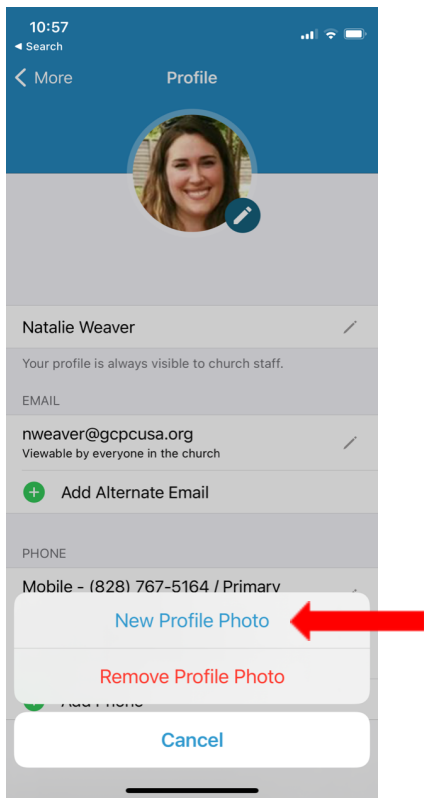 10:57
Search
More Profile
Natalie Weaver
Your profile is always visible to church staff.
EMAIL
nweaver@gcpcusa.org
Viewable by everyone in the church
Add Alternate Email
PHONE
Mobile - (828) 767-5164 / Primary
New Profile Photo
Remove Profile Photo
Add Phone
Cancel